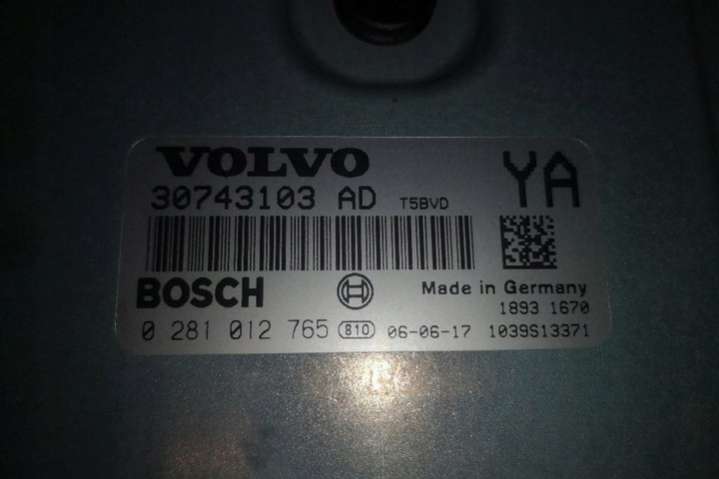 VOLVO
YA
30743103 AD T5BVD
BOSCH
Made in Germany
1893 1670
0 281 012 765 810 06-06-17 1039S13371